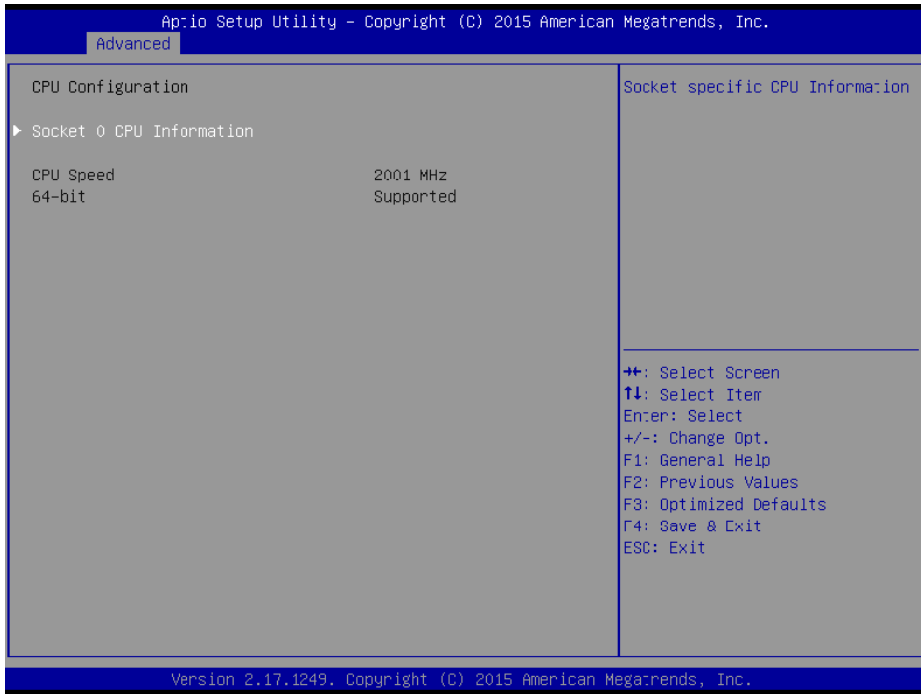 Aptio Setup Utility – Copyright (C) 2015 American Megatrends, Inc.
Advanced
CPU Configuration
Socket 0 CPU Information
CPU Speed 2001 MHz
64-bit Supported
Socket specific CPU Information
→←: Select Screen
↑↓: Select Item
Enter: Select
+/-: Change Opt.
F1: General Help
F2: Previous Values
F3: Optimized Defaults
F4: Save & Exit
ESC: Exit
Version 2.17.1249. Copyright (C) 2015 American Megatrends, Inc.